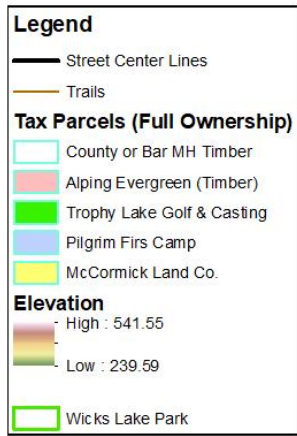 Legend
Street Center Lines
Trails
Tax Parcels (Full Ownership)
County or Bar MH Timber
Alping Evergreen (Timber)
Trophy Lake Golf & Casting
Pilgrim Firs Camp
McCormick Land Co.
Elevation
High : 541.55
Low : 239.59
Wicks Lake Park